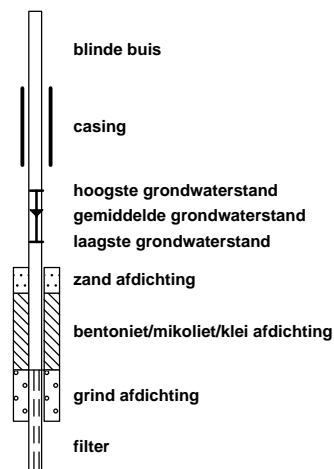 blinde buis
casing
hoogste grondwaterstand
gemiddelde grondwaterstand
laagste grondwaterstand
zand afdichting
bentoniet/mikoliet/klei afdichting
grind afdichting
filter